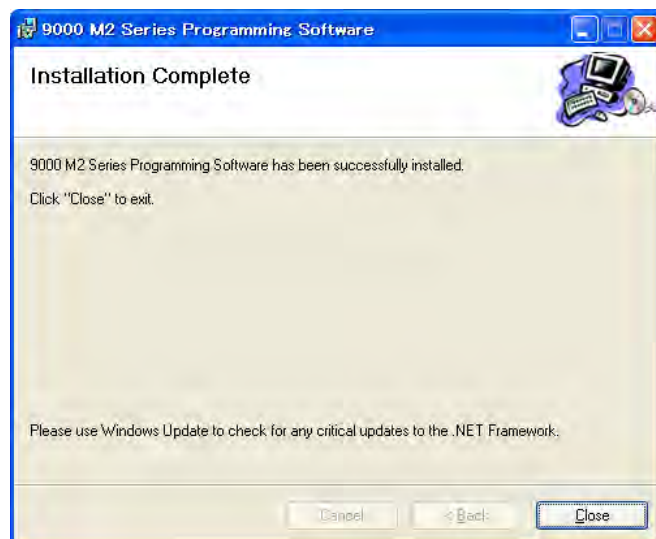 9000 M2 Series Programming Software
Installation Complete
9000 M2 Series Programming Software has been successfully installed.
Click "Close" to exit.
Please use Windows Update to check for any critical updates to the .NET Framework.
Cancel
< Back
Close